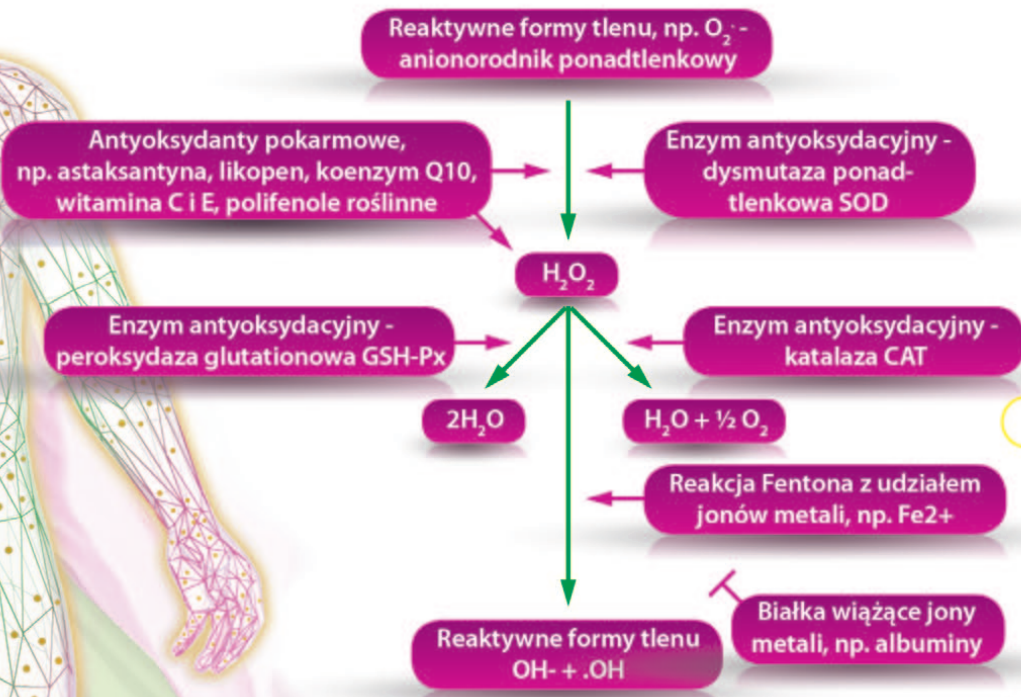 Reaktywne formy tlenu, np. O₂·-
anionorodnik ponadtlenkowy
Antyoksydanty pokarmowe,
np. astaksantyna, likopen, koenzym Q10,
witamina C i E, polifenole roślinne
Enzym antyoksydacyjny -
dysmutaza ponad-
tlenkowa SOD
H₂O₂
Enzym antyoksydacyjny -
peroksydaza glutationowa GSH-Px
Enzym antyoksydacyjny -
katalaza CAT
2H₂O
H₂O + ½ O₂
Reakcja Fentona z udziałem
jonów metali, np. Fe2+
Białka wiążące jony
metali, np. albuminy
Reaktywne formy tlenu
OH- + .OH